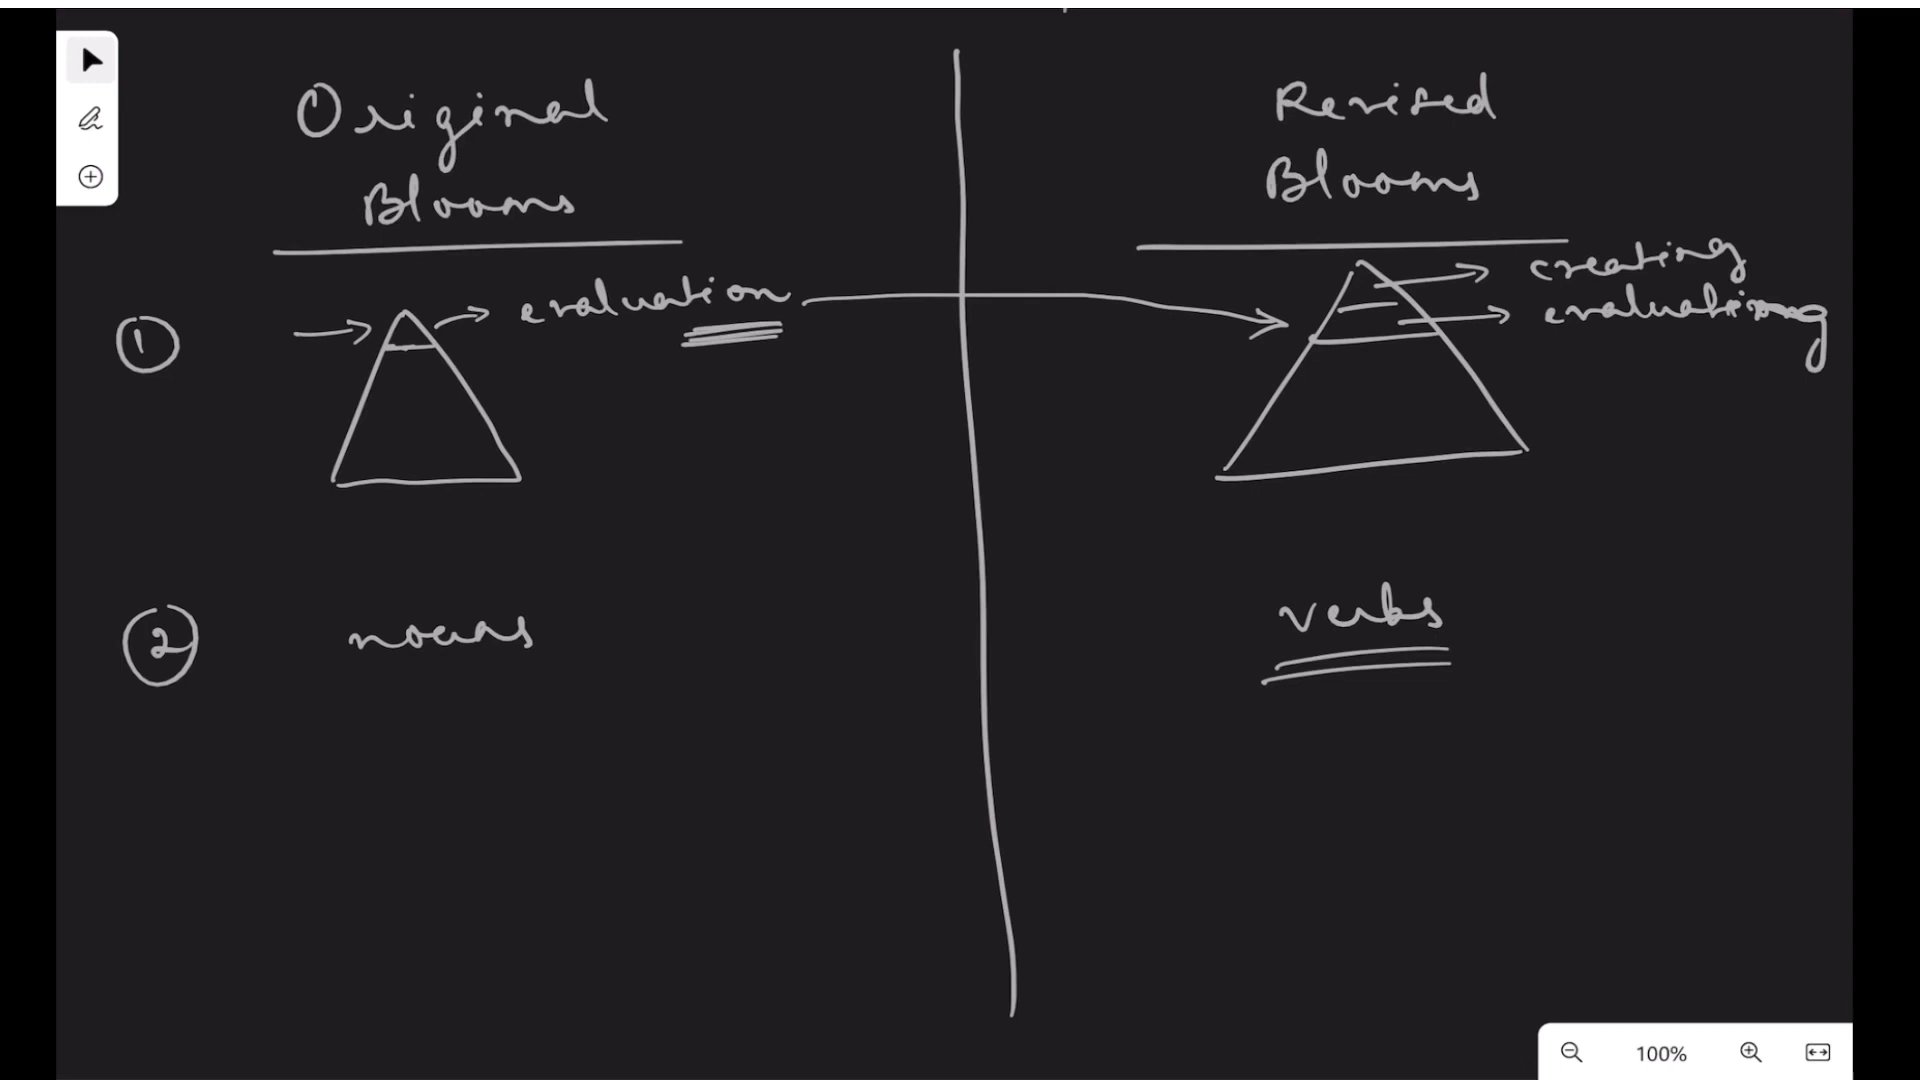 Original
Blooms
Revised
Blooms
① evaluation
creating
evaluating
② nouns
verbs
100%